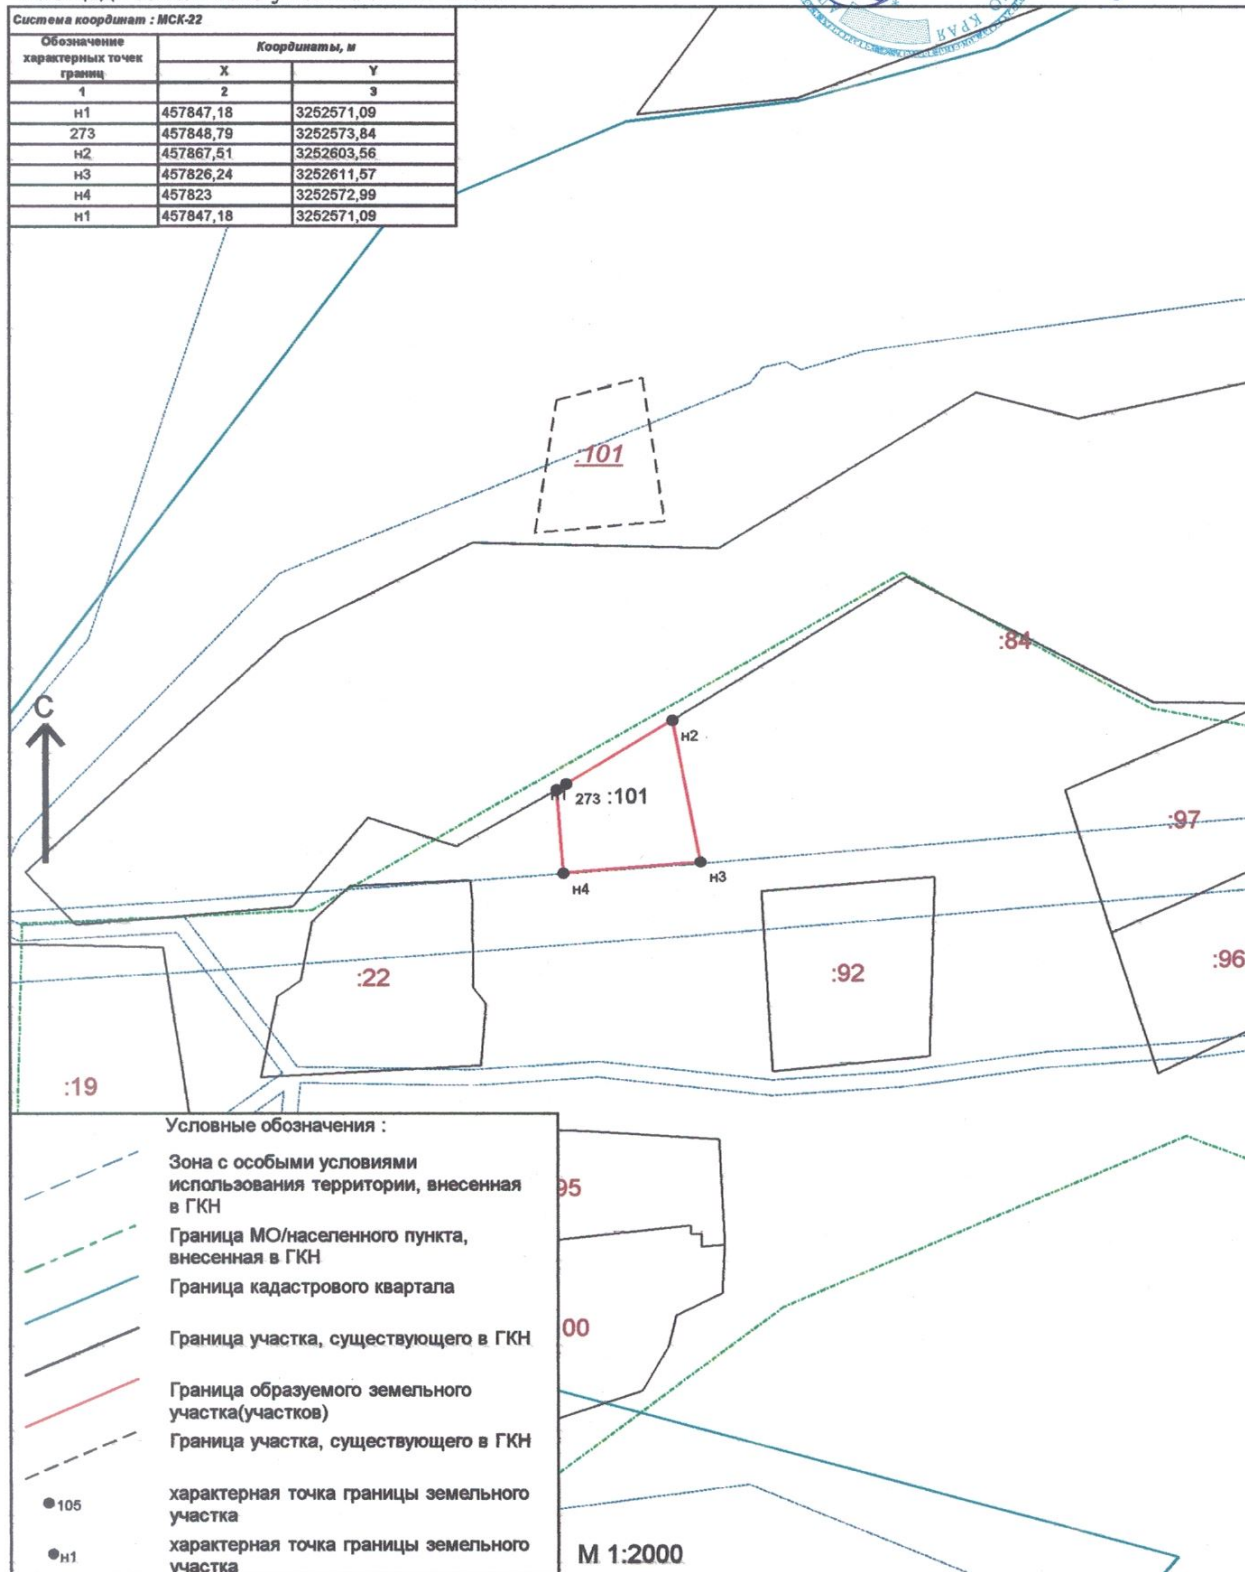 Система координат : МСК-22
Обозначение характерных точек границ
Координаты, м
X Y
1 2 3
н1 457847,18 3252571,09
273 457848,79 3252573,84
н2 457867,51 3252603,56
н3 457826,24 3252611,57
н4 457823 3252572,99
н1 457847,18 3252571,09
О КРАЯ
:101
:84
С
н2
н1
273 :101
:97
н3
н4
:22
:92
:96
:19
Условные обозначения :
Зона с особыми условиями
использования территории, внесенная
в ГКН
95
Граница МО/населенного пункта,
внесенная в ГКН
Граница кадастрового квартала
Граница участка, существующего в ГКН
00
Граница образуемого земельного
участка(участков)
Граница участка, существующего в ГКН
105 характерная точка границы земельного
участка
н1 характерная точка границы земельного
участка
М 1:2000